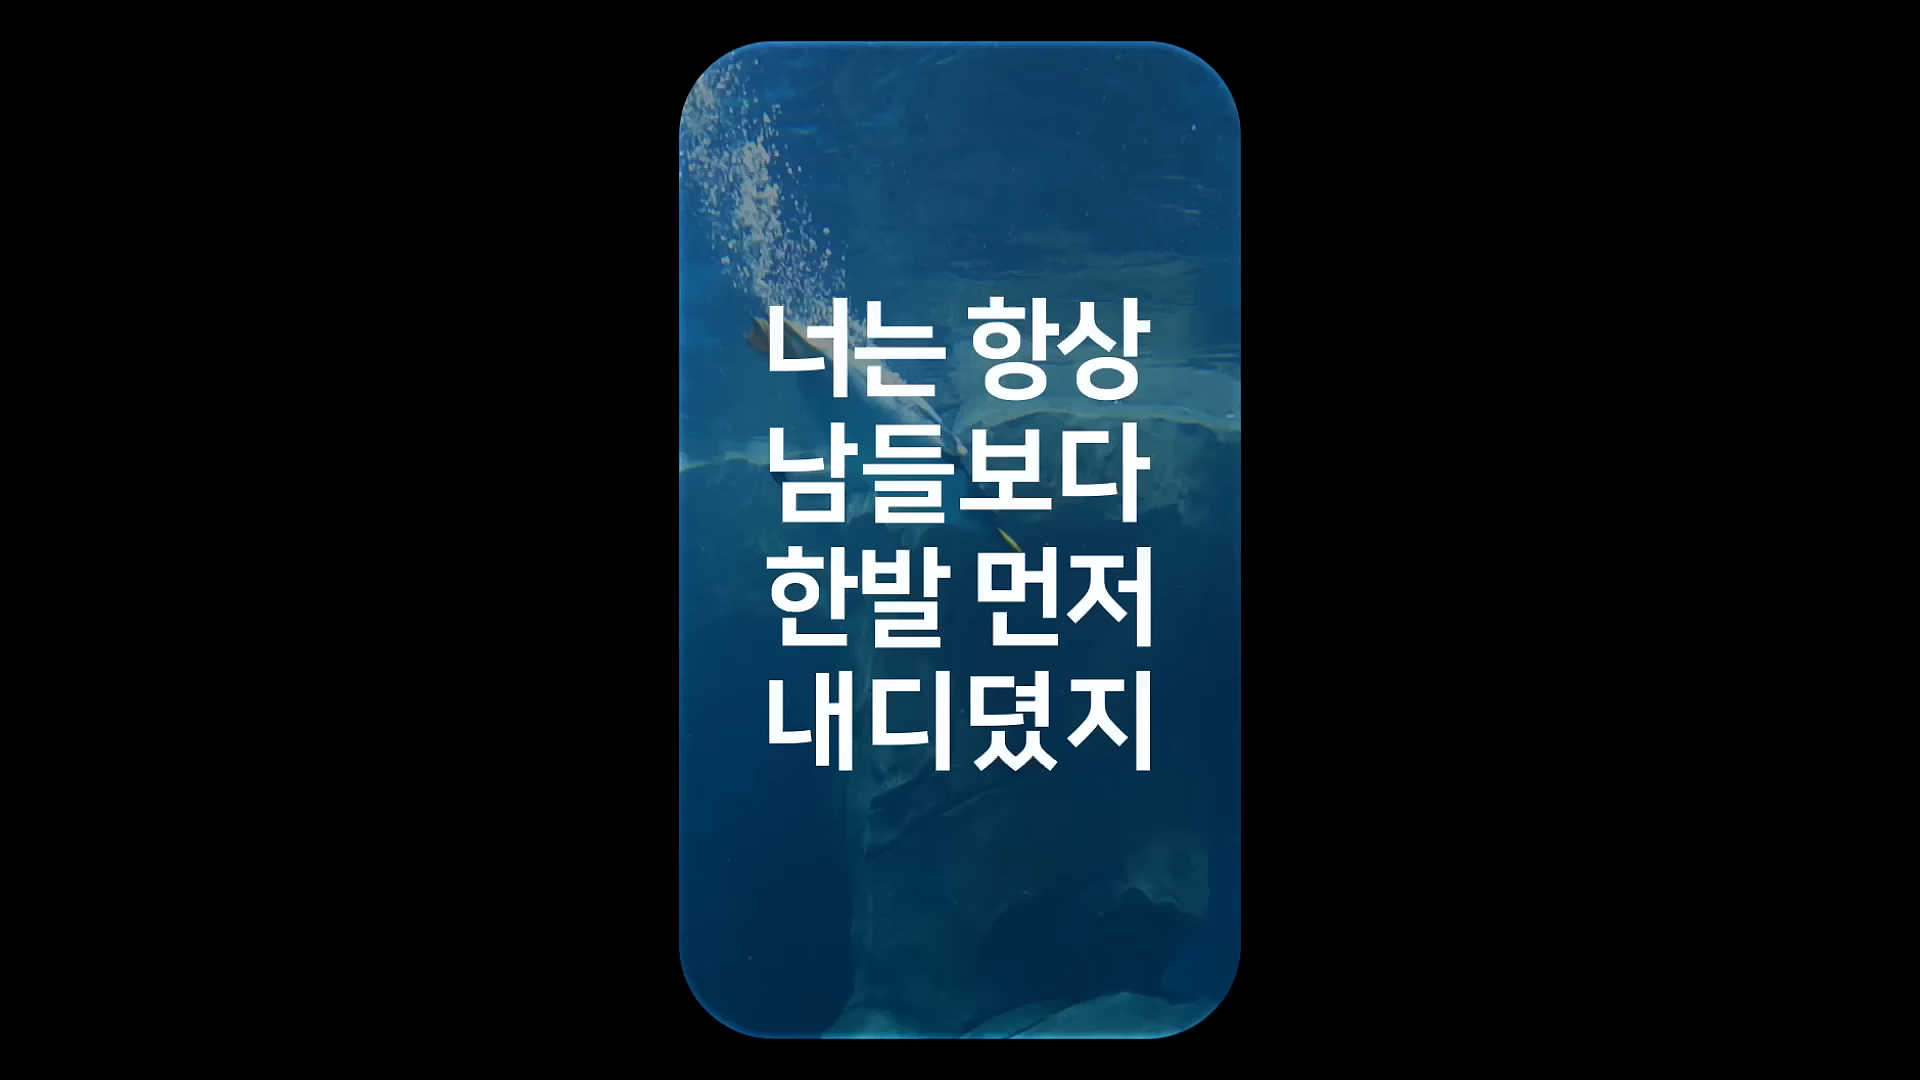 너는 항상
남들보다
한발 먼저
내디뎠지